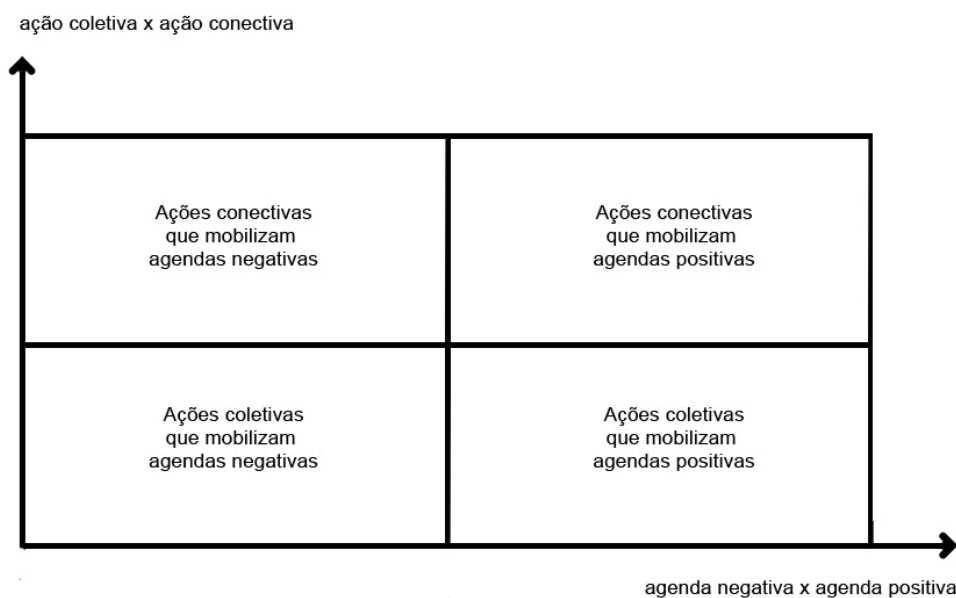 ação coletiva x ação conectiva
Ações conectivas
que mobilizam
agendas negativas
Ações conectivas
que mobilizam
agendas positivas
Ações coletivas
que mobilizam
agendas negativas
Ações coletivas
que mobilizam
agendas positivas
agenda negativa x agenda positiva